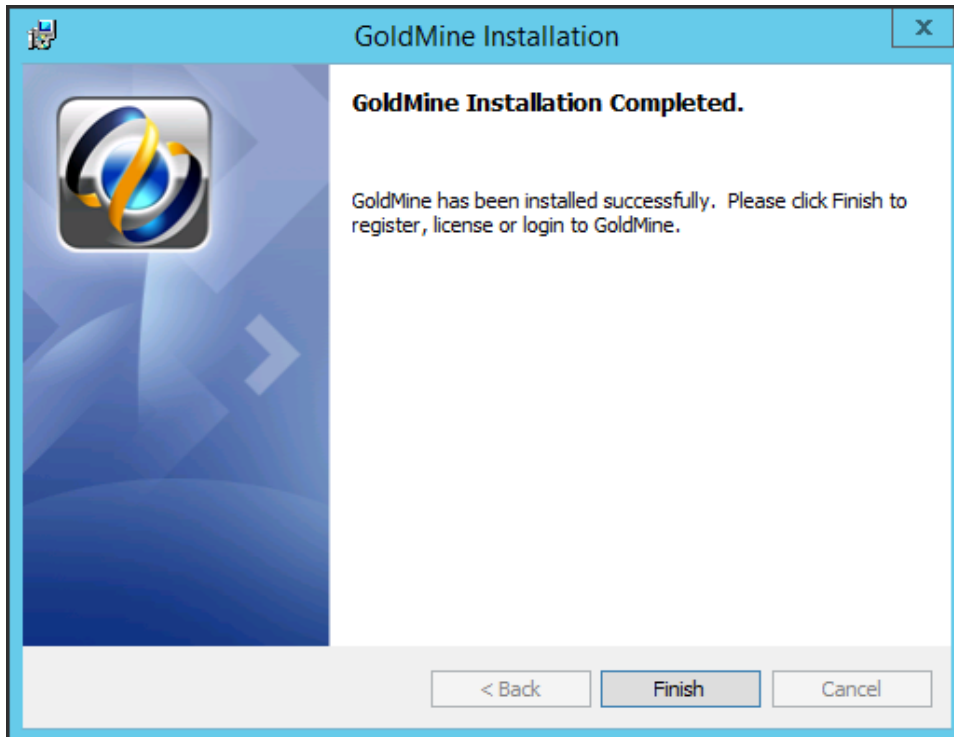 GoldMine Installation
x
GoldMine Installation Completed.
GoldMine has been installed successfully.  Please click Finish to
register, license or login to GoldMine.
< Back
Finish
Cancel